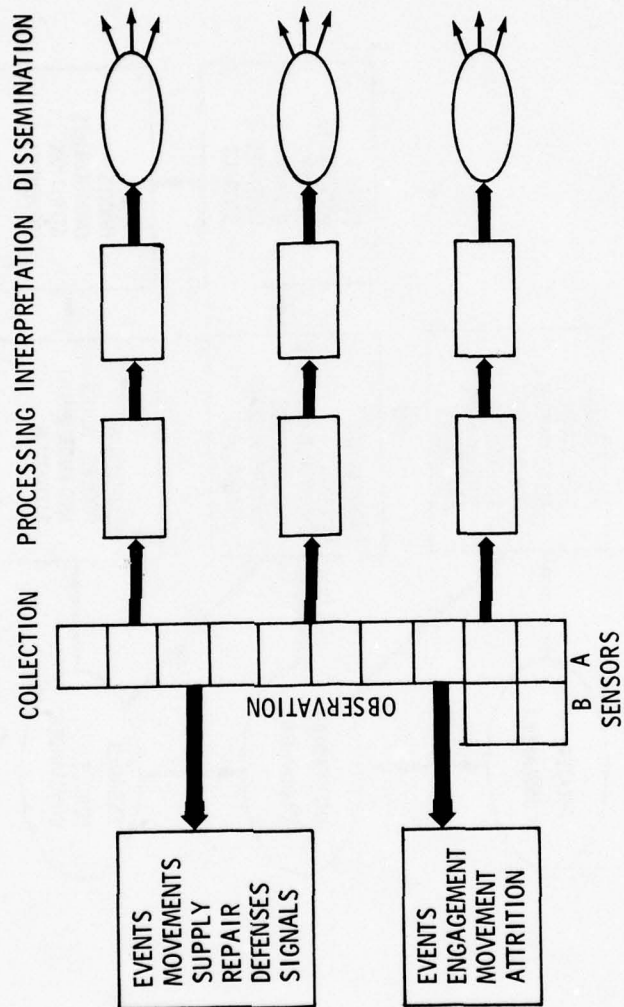 COLLECTION PROCESSING INTERPRETATION DISSEMINATION
EVENTS
MOVEMENTS
SUPPLY
REPAIR
DEFENSES
SIGNALS
OBSERVATION
EVENTS
ENGAGEMENT
MOVEMENT
ATTRITION
B A
SENSORS